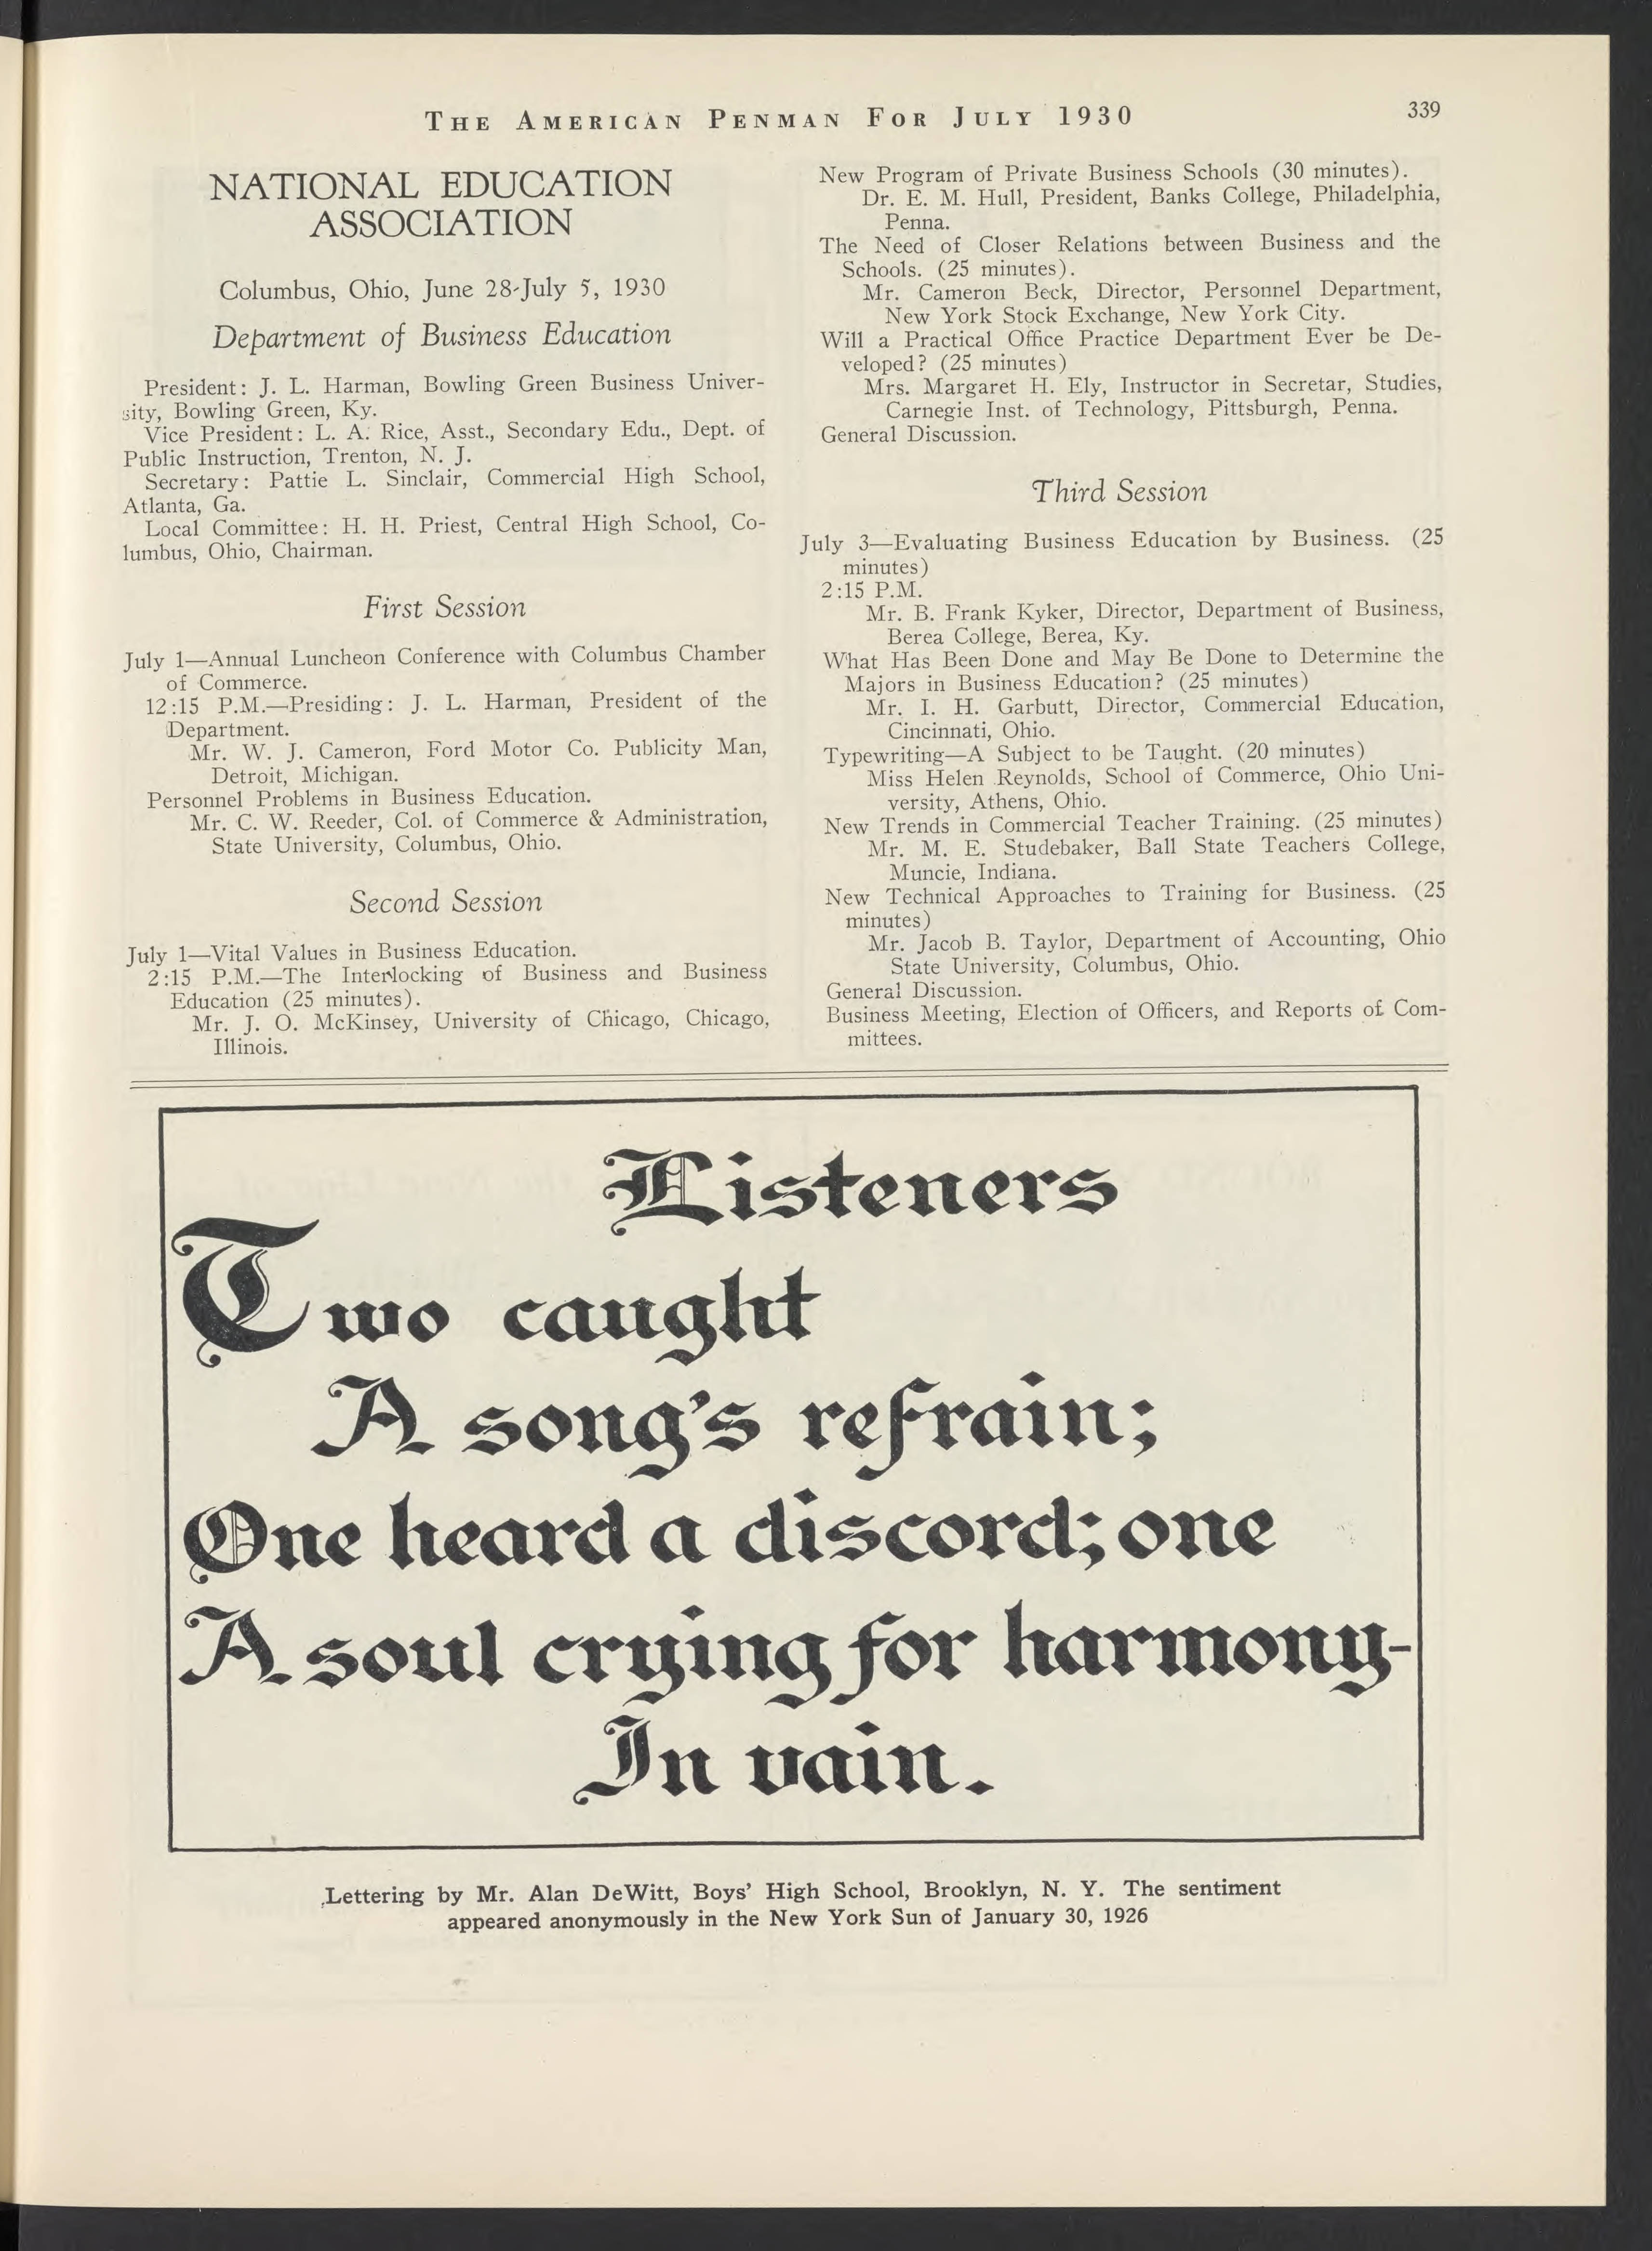 THE AMERICAN PENMAN FOR JULY 1930
339
NATIONAL EDUCATION
ASSOCIATION
Columbus, Ohio, June 28-July 5, 1930
Department of Business Education
President: J. L. Harman, Bowling Green Business Univer-
sity, Bowling Green, Ky.
Vice President: L. A. Rice, Asst., Secondary Edu., Dept. of
Public Instruction, Trenton, N. J.
Secretary: Pattie L. Sinclair, Commercial High School,
Atlanta, Ga.
Local Committee: H. H. Priest, Central High School, Co-
lumbus, Ohio, Chairman.
First Session
July 1—Annual Luncheon Conference with Columbus Chamber
of Commerce.
12:15 P.M.—Presiding: J. L. Harman, President of the
Department.
Mr. W. J. Cameron, Ford Motor Co. Publicity Man,
Detroit, Michigan.
Personnel Problems in Business Education.
Mr. C. W. Reeder, Col. of Commerce & Administration,
State University, Columbus, Ohio.
Second Session
July 1—Vital Values in Business Education.
2:15 P.M.—The Interlocking of Business and Business
Education (25 minutes).
Mr. J. O. McKinsey, University of Chicago, Chicago,
Illinois.
New Program of Private Business Schools (30 minutes).
Dr. E. M. Hull, President, Banks College, Philadelphia,
Penna.
The Need of Closer Relations between Business and the
Schools. (25 minutes).
Mr. Cameron Beck, Director, Personnel Department,
New York Stock Exchange, New York City.
Will a Practical Office Practice Department Ever be De-
veloped? (25 minutes)
Mrs. Margaret H. Ely, Instructor in Secretar, Studies,
Carnegie Inst. of Technology, Pittsburgh, Penna.
General Discussion.
Third Session
July 3—Evaluating Business Education by Business. (25
minutes)
2:15 P.M.
Mr. B. Frank Kyker, Director, Department of Business,
Berea College, Berea, Ky.
What Has Been Done and May Be Done to Determine the
Majors in Business Education? (25 minutes)
Mr. I. H. Garbutt, Director, Commercial Education,
Cincinnati, Ohio.
Typewriting—A Subject to be Taught. (20 minutes)
Miss Helen Reynolds, School of Commerce, Ohio Uni-
versity, Athens, Ohio.
New Trends in Commercial Teacher Training. (25 minutes)
Mr. M. E. Studebaker, Ball State Teachers College,
Muncie, Indiana.
New Technical Approaches to Training for Business. (25
minutes)
Mr. Jacob B. Taylor, Department of Accounting, Ohio
State University, Columbus, Ohio.
General Discussion.
Business Meeting, Election of Officers, and Reports of Com-
mittees.
Listeners
Two caught
A song's refrain;
One heard a discord; one
A soul crying for harmony-
In vain.
Lettering by Mr. Alan DeWitt, Boys' High School, Brooklyn, N. Y. The sentiment
appeared anonymously in the New York Sun of January 30, 1926